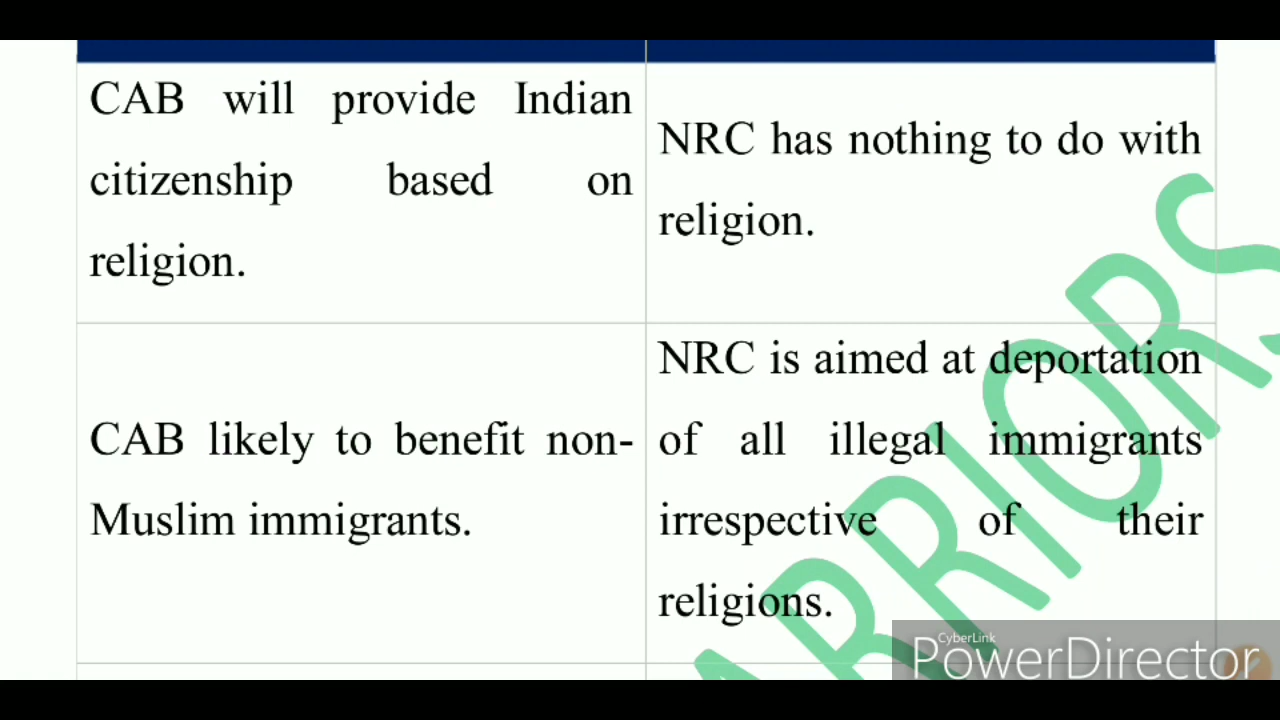 CAB will provide Indian
citizenship based on
religion.
NRC has nothing to do with
religion.
CAB likely to benefit non-
Muslim immigrants.
NRC is aimed at deportation
of all illegal immigrants
irrespective of their
religions.
ARRIORS
CyberLink
PowerDirector